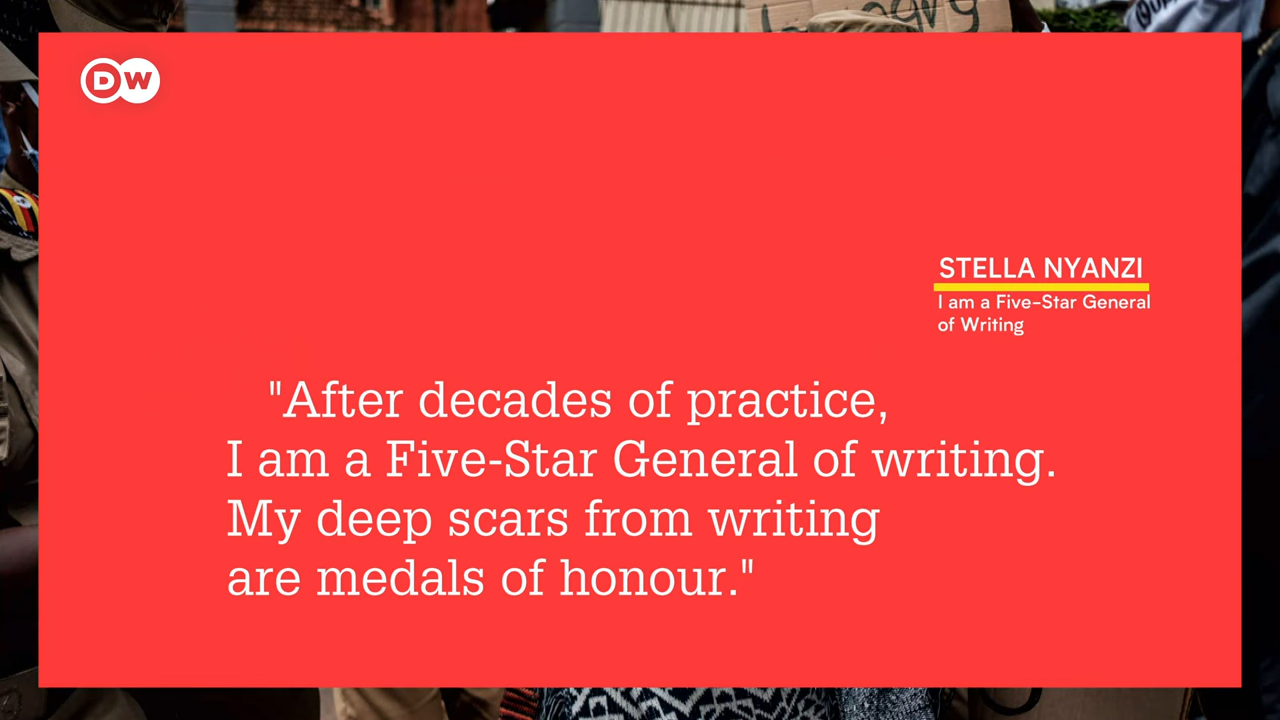 DW
STELLA NYANZI
I am a Five-Star General
of Writing
"After decades of practice,
I am a Five-Star General of writing.
My deep scars from writing
are medals of honour."